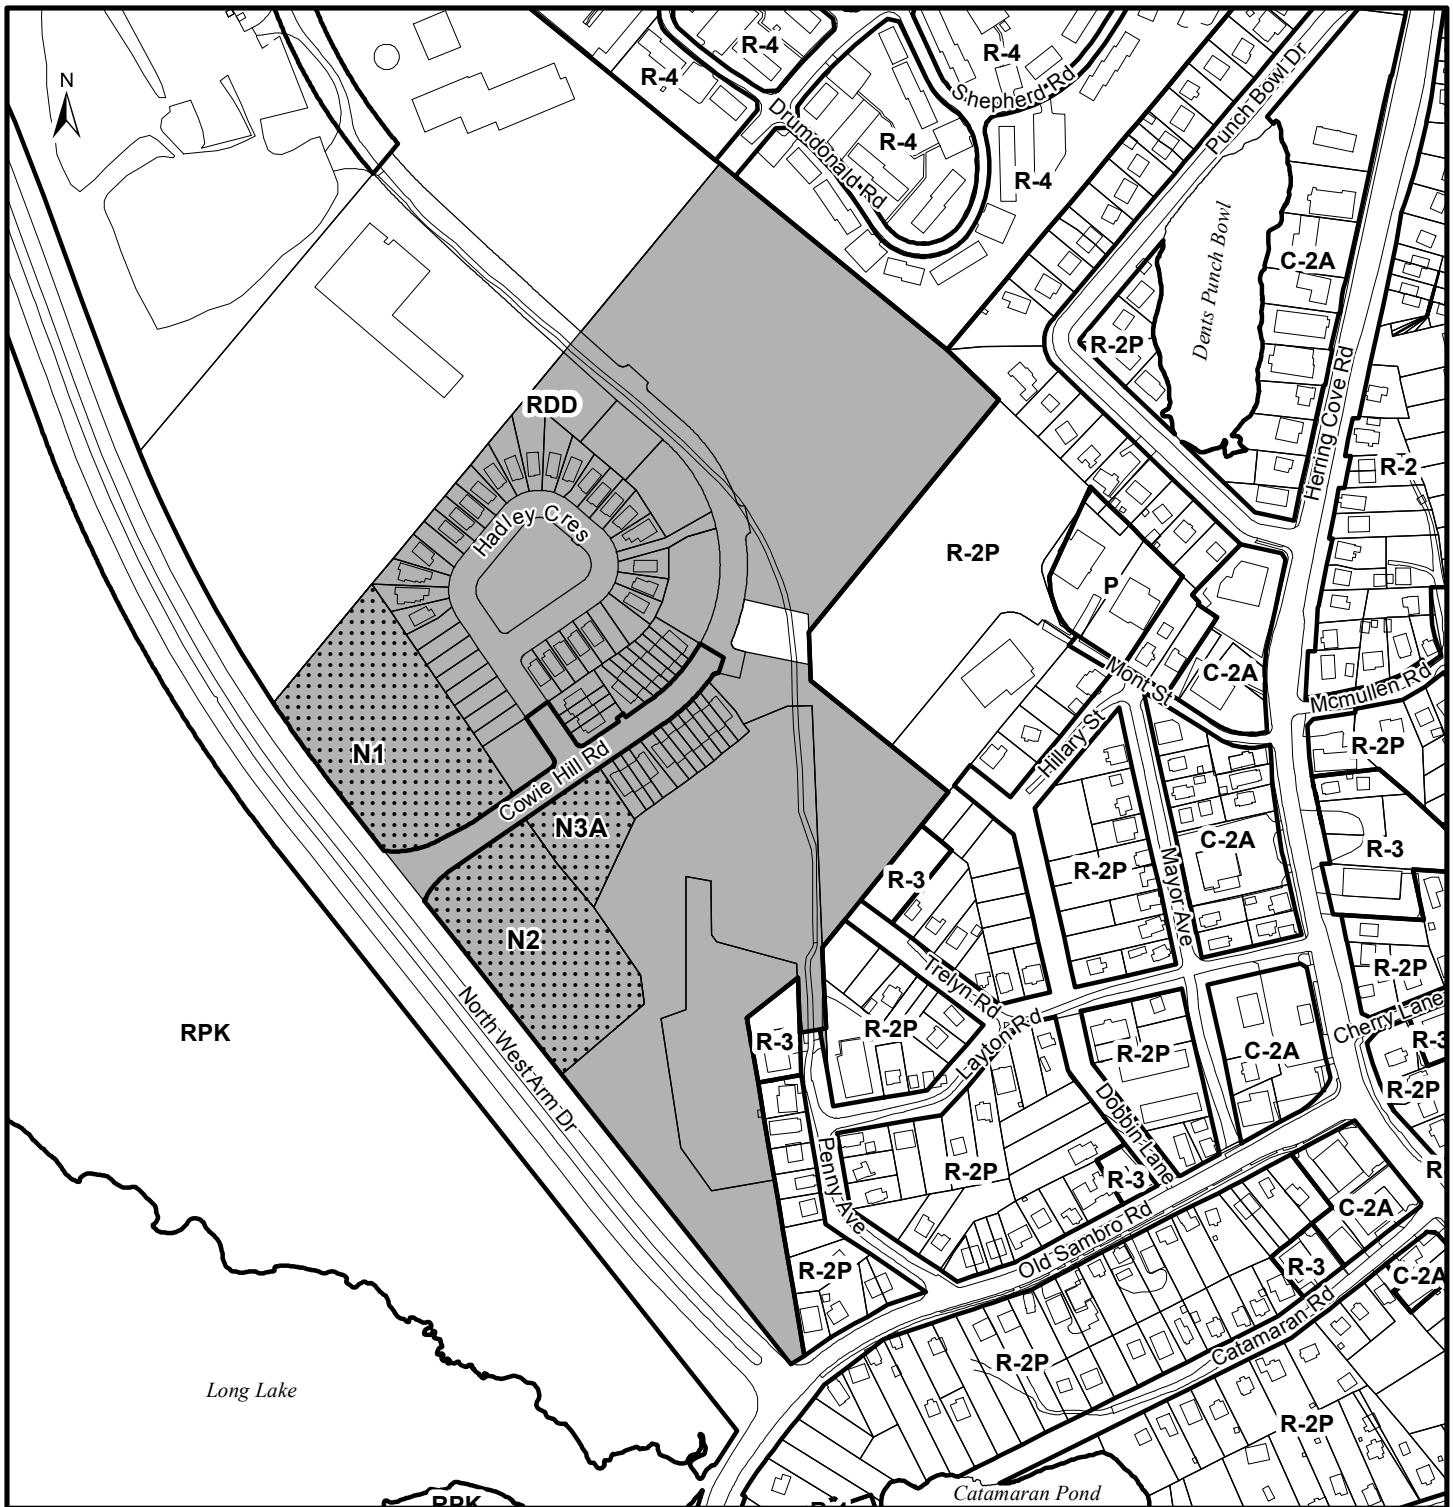 R-4
R-4
R-4
Shepherd Rd
Punch Bowl Dr
N
Drumdonald Rd
R-4
R-4
Dents Punch Bowl
C-2A
R-2P
Herring Cove Rd
RDD
R-2
Hadley Cres
R-2P
P
Mont St
C-2A
Mcmullen Rd
Hillary St
R-2P
N1
Cowie Hill Rd
N3A
C-2A
R-3
R-2P
Mayor Ave
R-3
N2
Trelyn Rd
R-2P
Cherry Lane
RPK
North West Arm Dr
R-3
R-2P
Layton Rd
R-2P
C-2A
R-3
R-2P
Dobbin Lane
Penny Ave
R-2P
R-3
R
C-2A
Old Sambro Rd
R-2P
R-3
C-2A
Catamaran Rd
R-2P
Long Lake
R-2P
Catamaran Pond
RPK